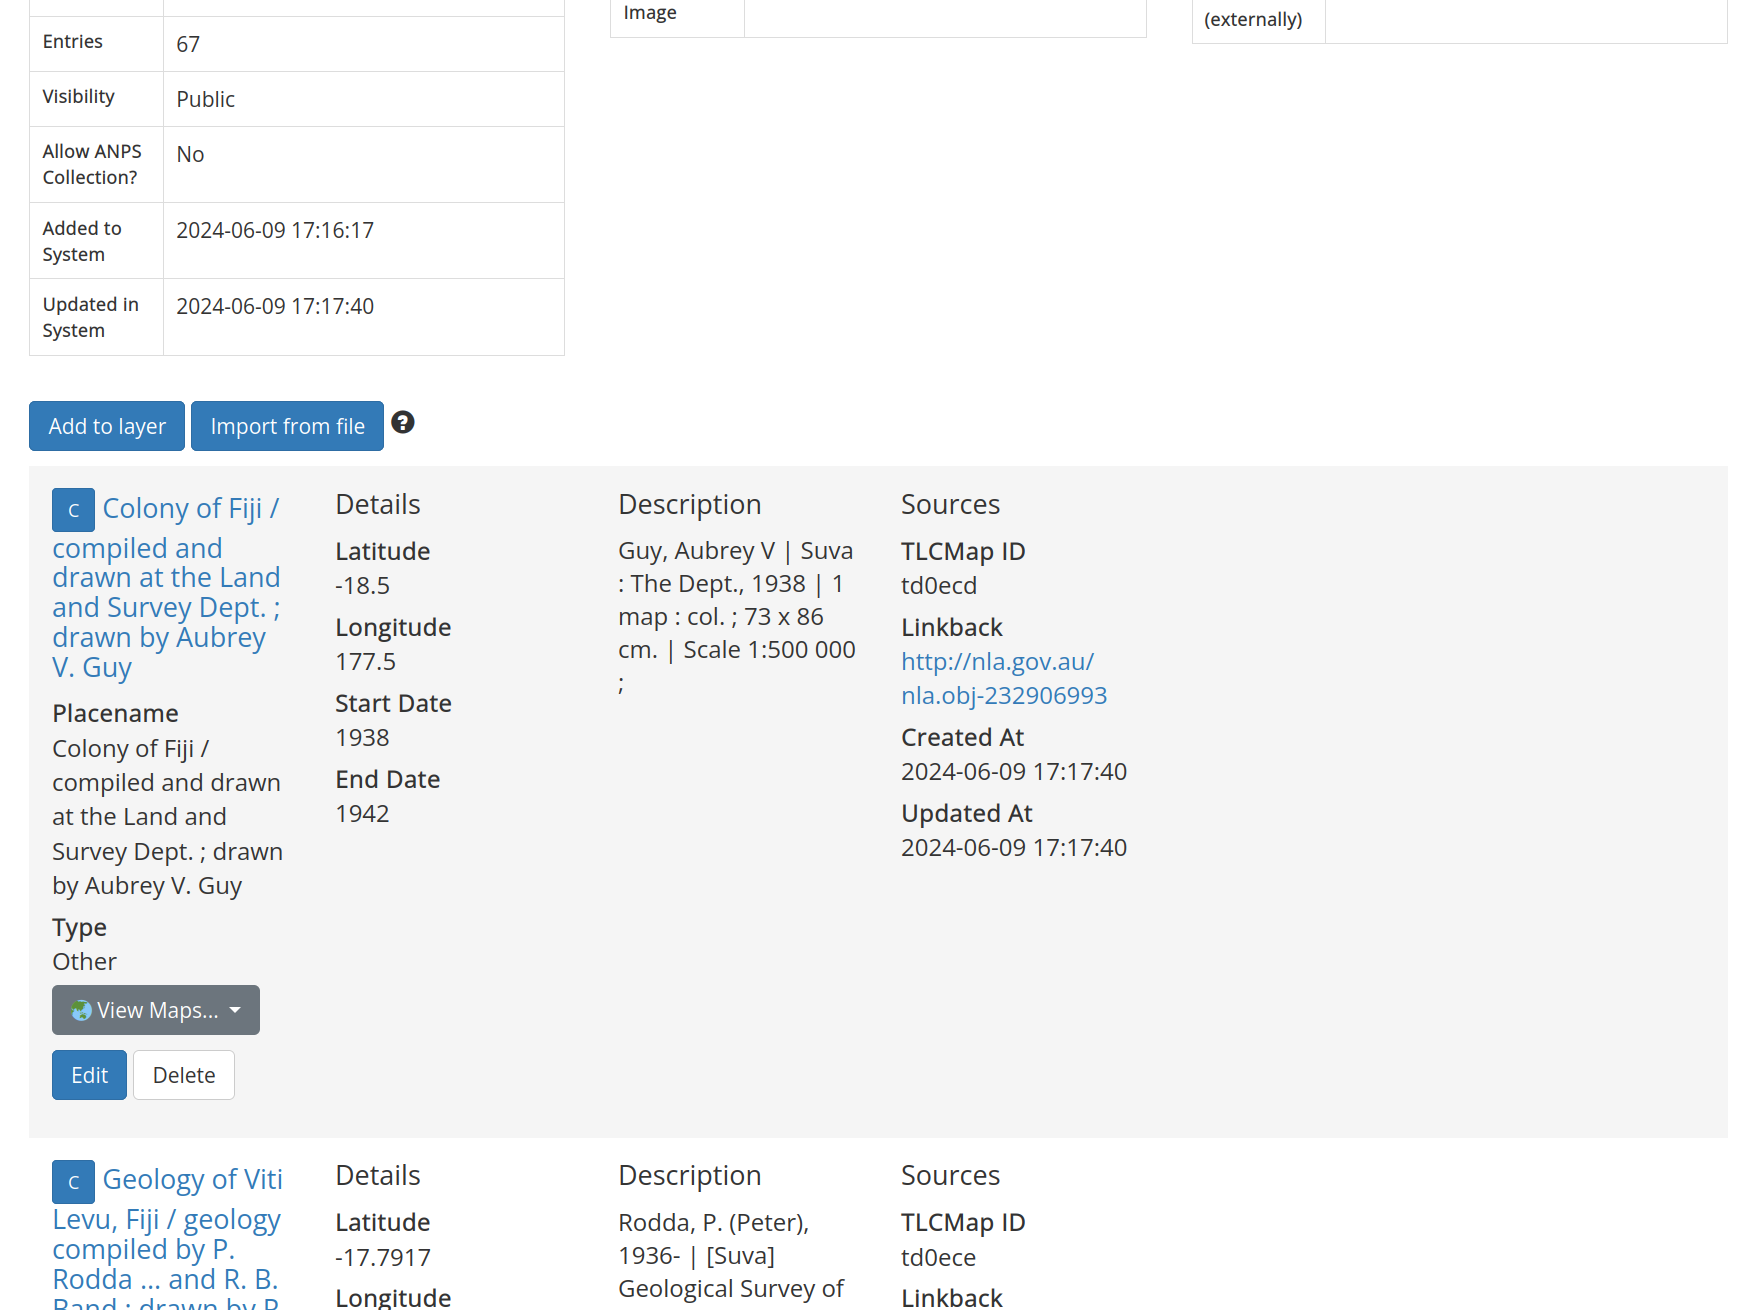 Entries
67
Visibility
Public
Allow ANPS
Collection?
No
Added to
System
2024-06-09 17:16:17
Updated in
System
2024-06-09 17:17:40
Image
(externally)
Add to layer
Import from file
?
C
Colony of Fiji /
compiled and
drawn at the Land
and Survey Dept. ;
drawn by Aubrey
V. Guy
Placename
Colony of Fiji /
compiled and drawn
at the Land and
Survey Dept. ; drawn
by Aubrey V. Guy
Type
Other
View Maps...
Edit
Delete
Details
Latitude
-18.5
Longitude
177.5
Start Date
1938
End Date
1942
Description
Guy, Aubrey V | Suva
: The Dept., 1938 | 1
map : col. ; 73 x 86
cm. | Scale 1:500 000
;
Sources
TLCMap ID
td0ecd
Linkback
http://nla.gov.au/
nla.obj-232906993
Created At
2024-06-09 17:17:40
Updated At
2024-06-09 17:17:40
C
Geology of Viti
Levu, Fiji / geology
compiled by P.
Rodda ... and R. B.
Band ; drawn by P.
Details
Latitude
-17.7917
Longitude
Description
Rodda, P. (Peter),
1936- | [Suva]
Geological Survey of
Sources
TLCMap ID
td0ece
Linkback